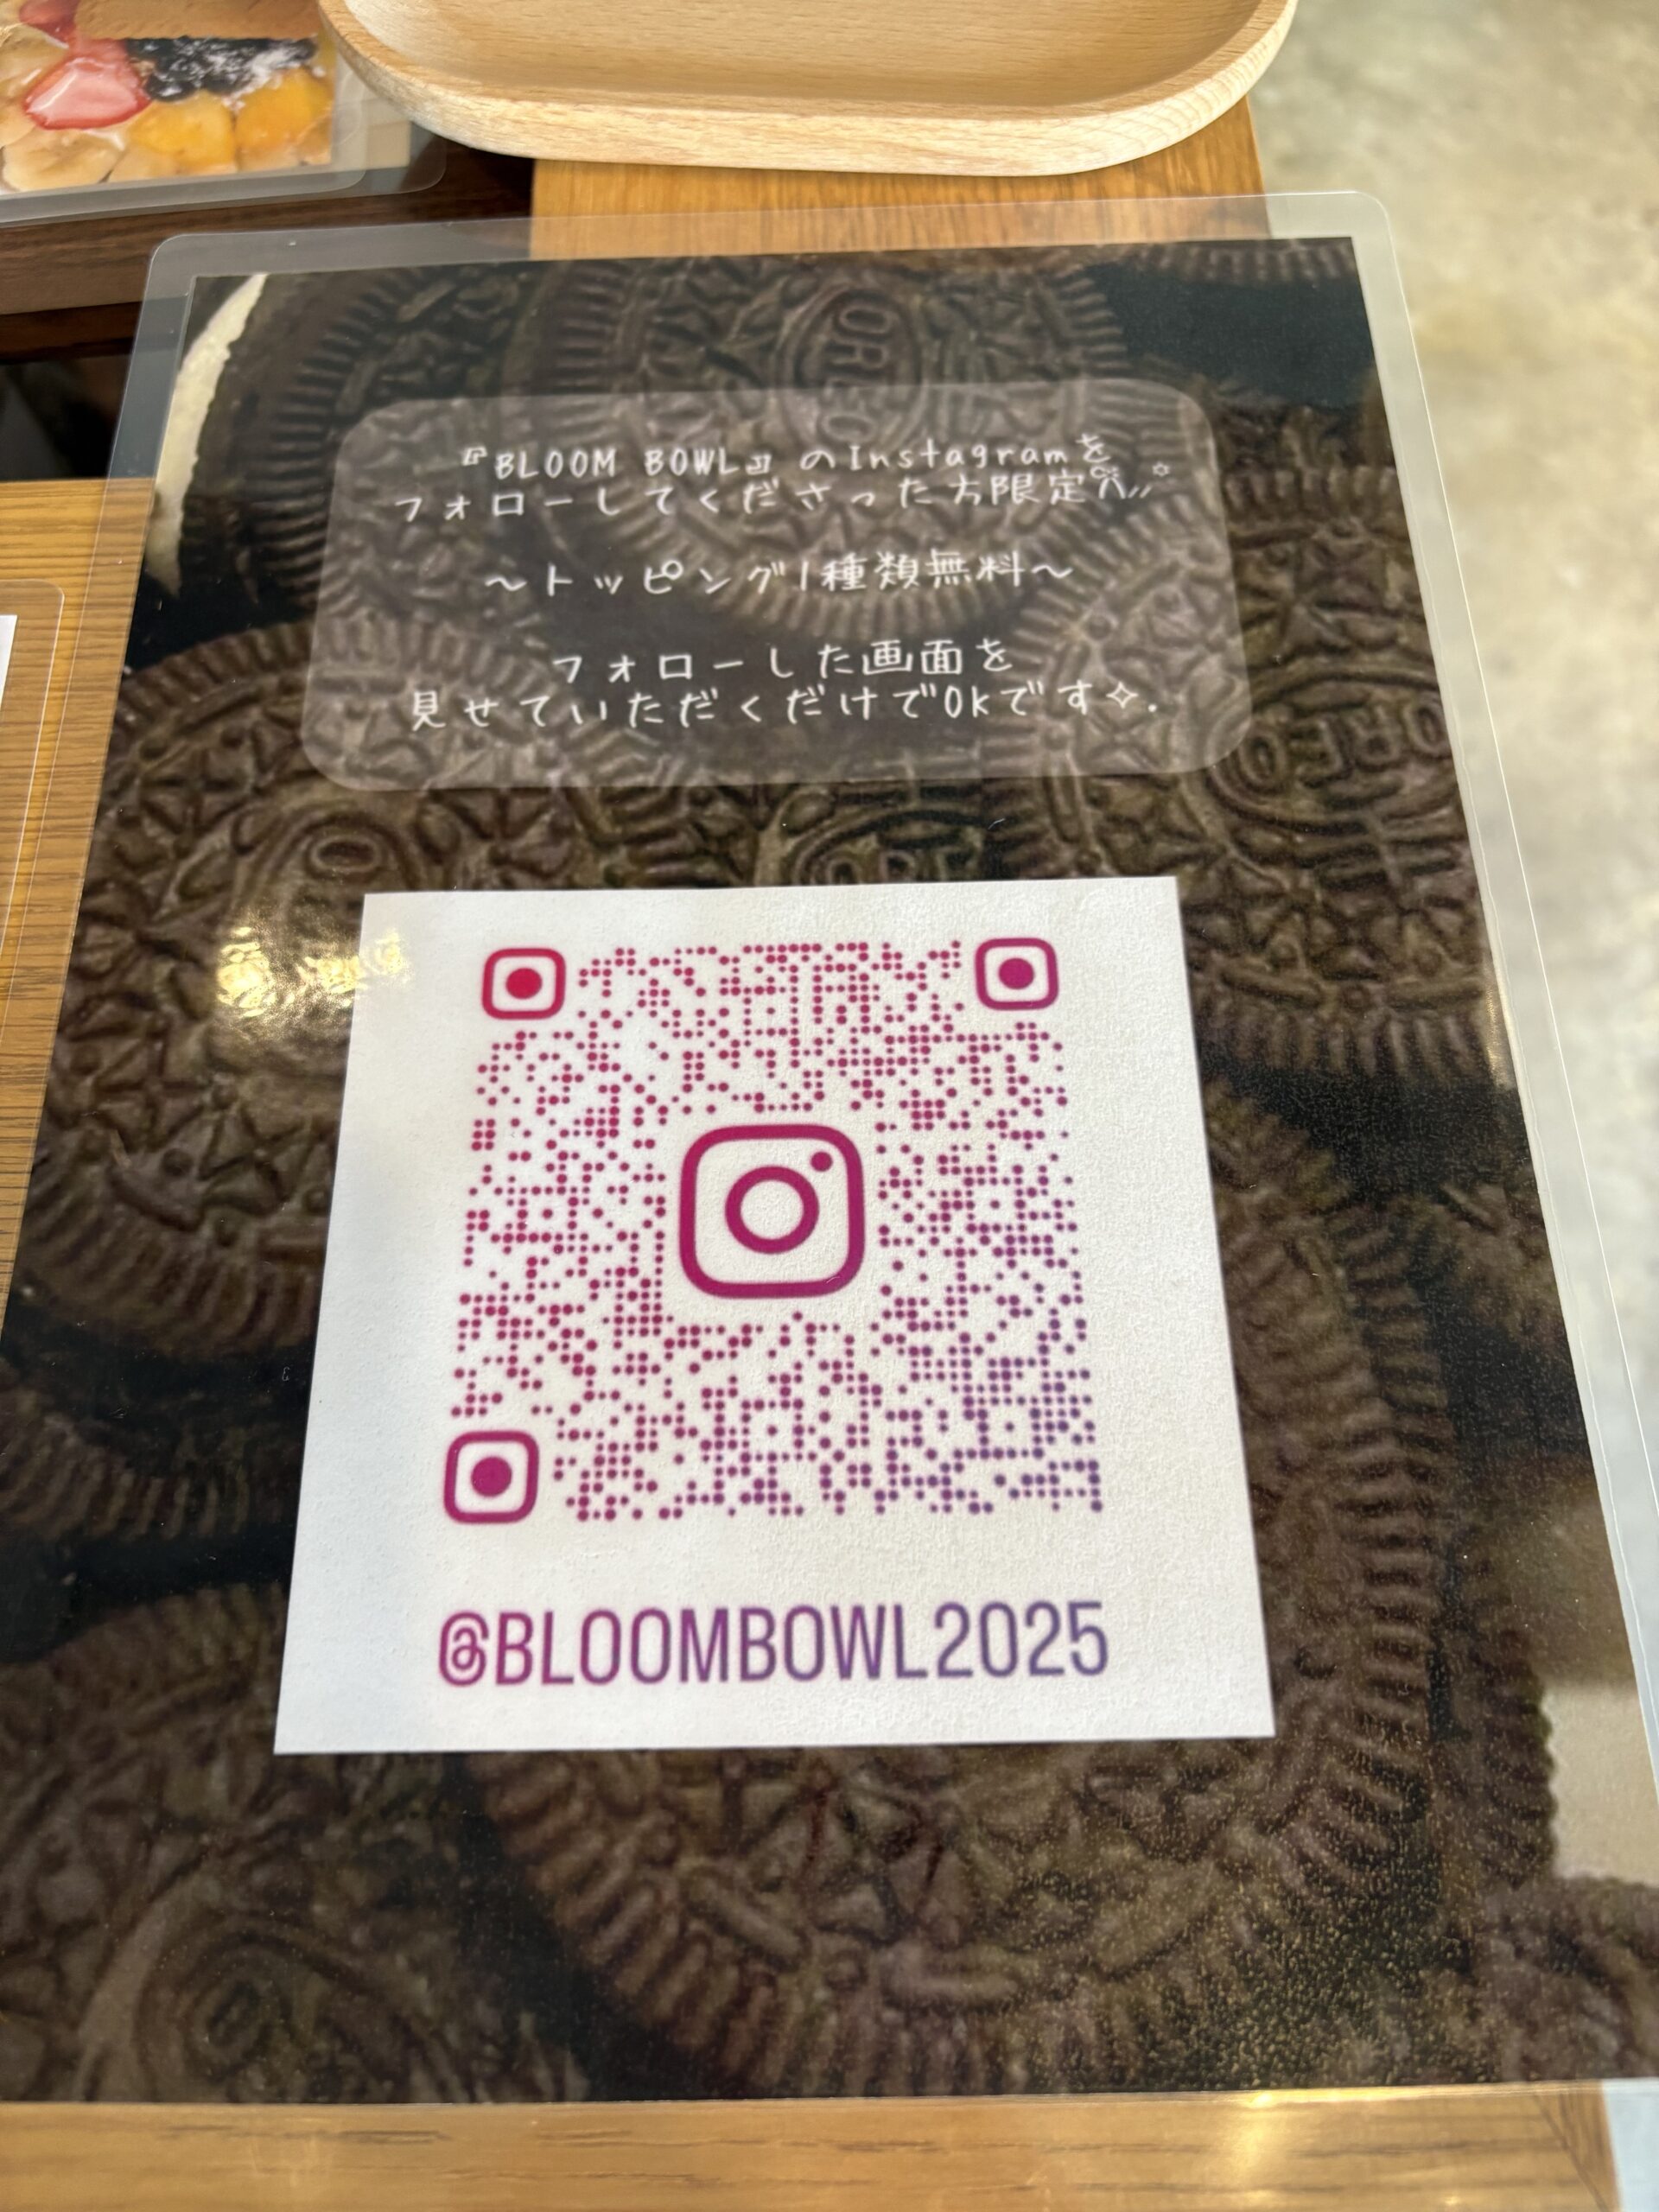 『BLOOM BOWL』のInstagramを
フォローしてくださった方限定
～トッピング1種類無料～
フォローした画面を
見せていただくだけでOkです✧.
@BLOOMBOWL2025
OREO
OREO